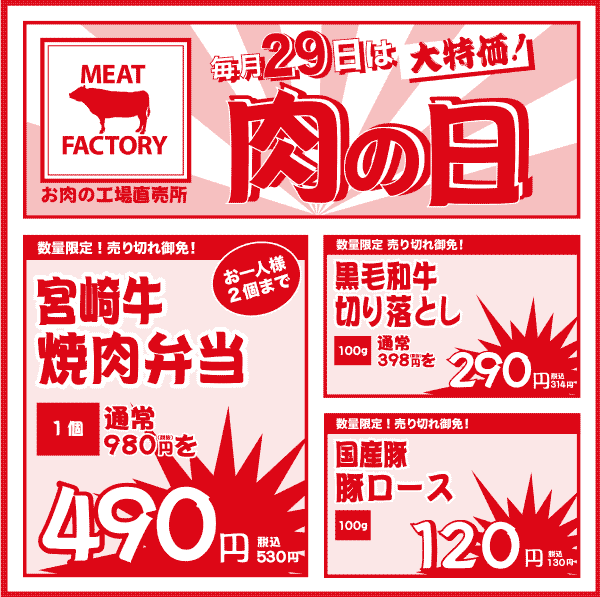 MEAT
FACTORY
お肉の工場直売所
毎月29日は 大特価!
肉の日
数量限定!売り切れ御免!
お一人様
2個まで
宮崎牛
焼肉弁当
1個
通常
980円(税抜)を
490円 税込530円
数量限定 売り切れ御免!
黒毛和牛
切り落とし
100g
通常
398円(税抜)を
290円 税込314円
数量限定!売り切れ御免!
国産豚
豚ロース
100g
120円 税込130円